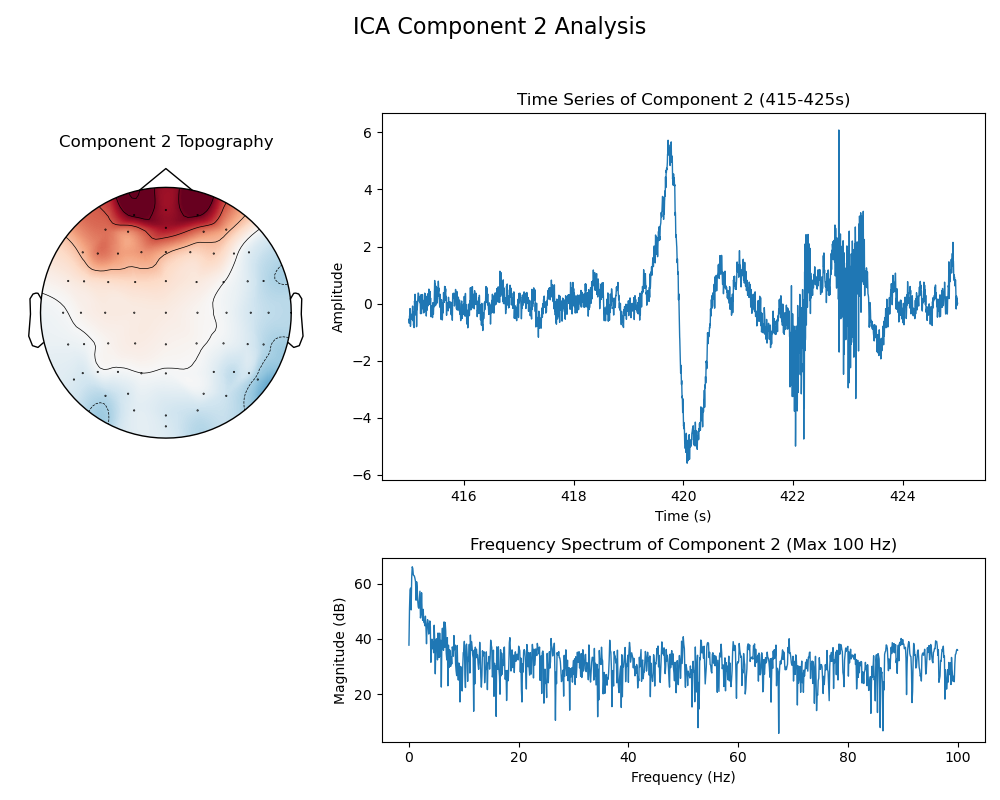 ICA Component 2 Analysis
Component 2 Topography
Time Series of Component 2 (415-425s)
Amplitude
6
4
2
0
−2
−4
−6
416 418 420 422 424
Time (s)
Frequency Spectrum of Component 2 (Max 100 Hz)
Magnitude (dB)
60
40
20
0 20 40 60 80 100
Frequency (Hz)